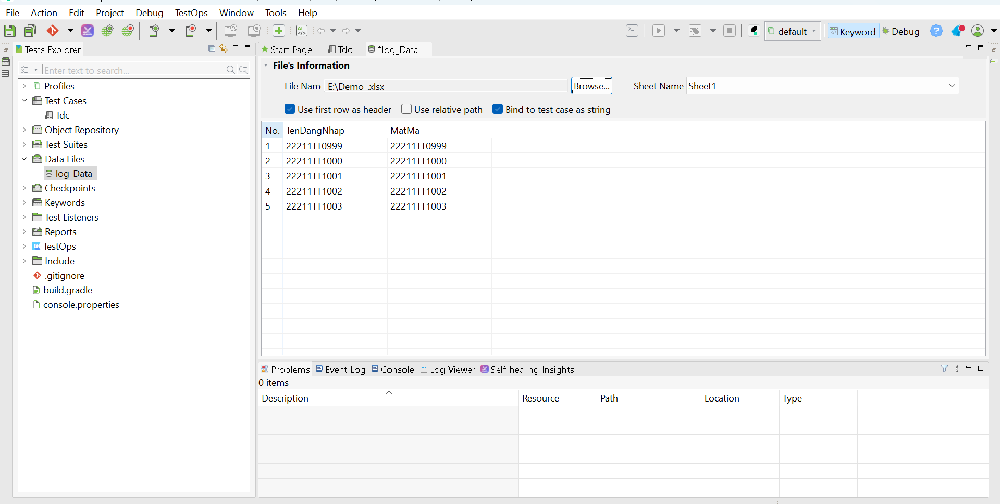 File Action Edit Project Debug TestOps Window Tools Help
default Keyword Debug
Tests Explorer
Enter text to search...
Profiles
Test Cases
Tdc
Object Repository
Test Suites
Data Files
log_Data
Checkpoints
Keywords
Test Listeners
Reports
TestOps
Include
.gitignore
build.gradle
console.properties
Start Page Tdc *log_Data
File's Information
File Nam E:\Demo .xlsx Browse... Sheet Name Sheet1
Use first row as header Use relative path Bind to test case as string
No. TenDangNhap MatMa
1 22211TT0999 22211TT0999
2 22211TT1000 22211TT1000
3 22211TT1001 22211TT1001
4 22211TT1002 22211TT1002
5 22211TT1003 22211TT1003
Problems Event Log Console Log Viewer Self-healing Insights
0 items
Description Resource Path Location Type